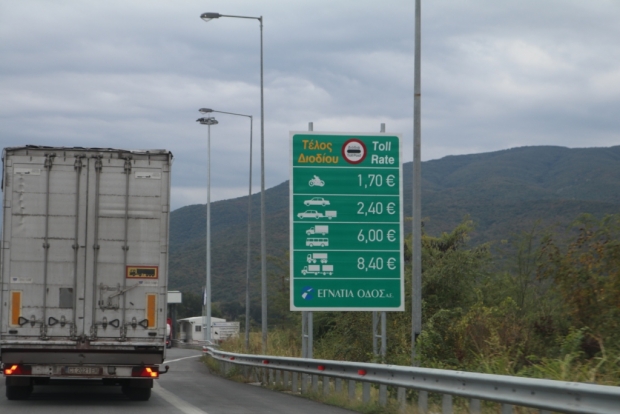 Τέλος Toll
Διοδίου Rate
1,70 €
2,40 €
6,00 €
8,40 €
ΕΓΝΑΤΙΑ ΟΔΟΣ Α.Ε.